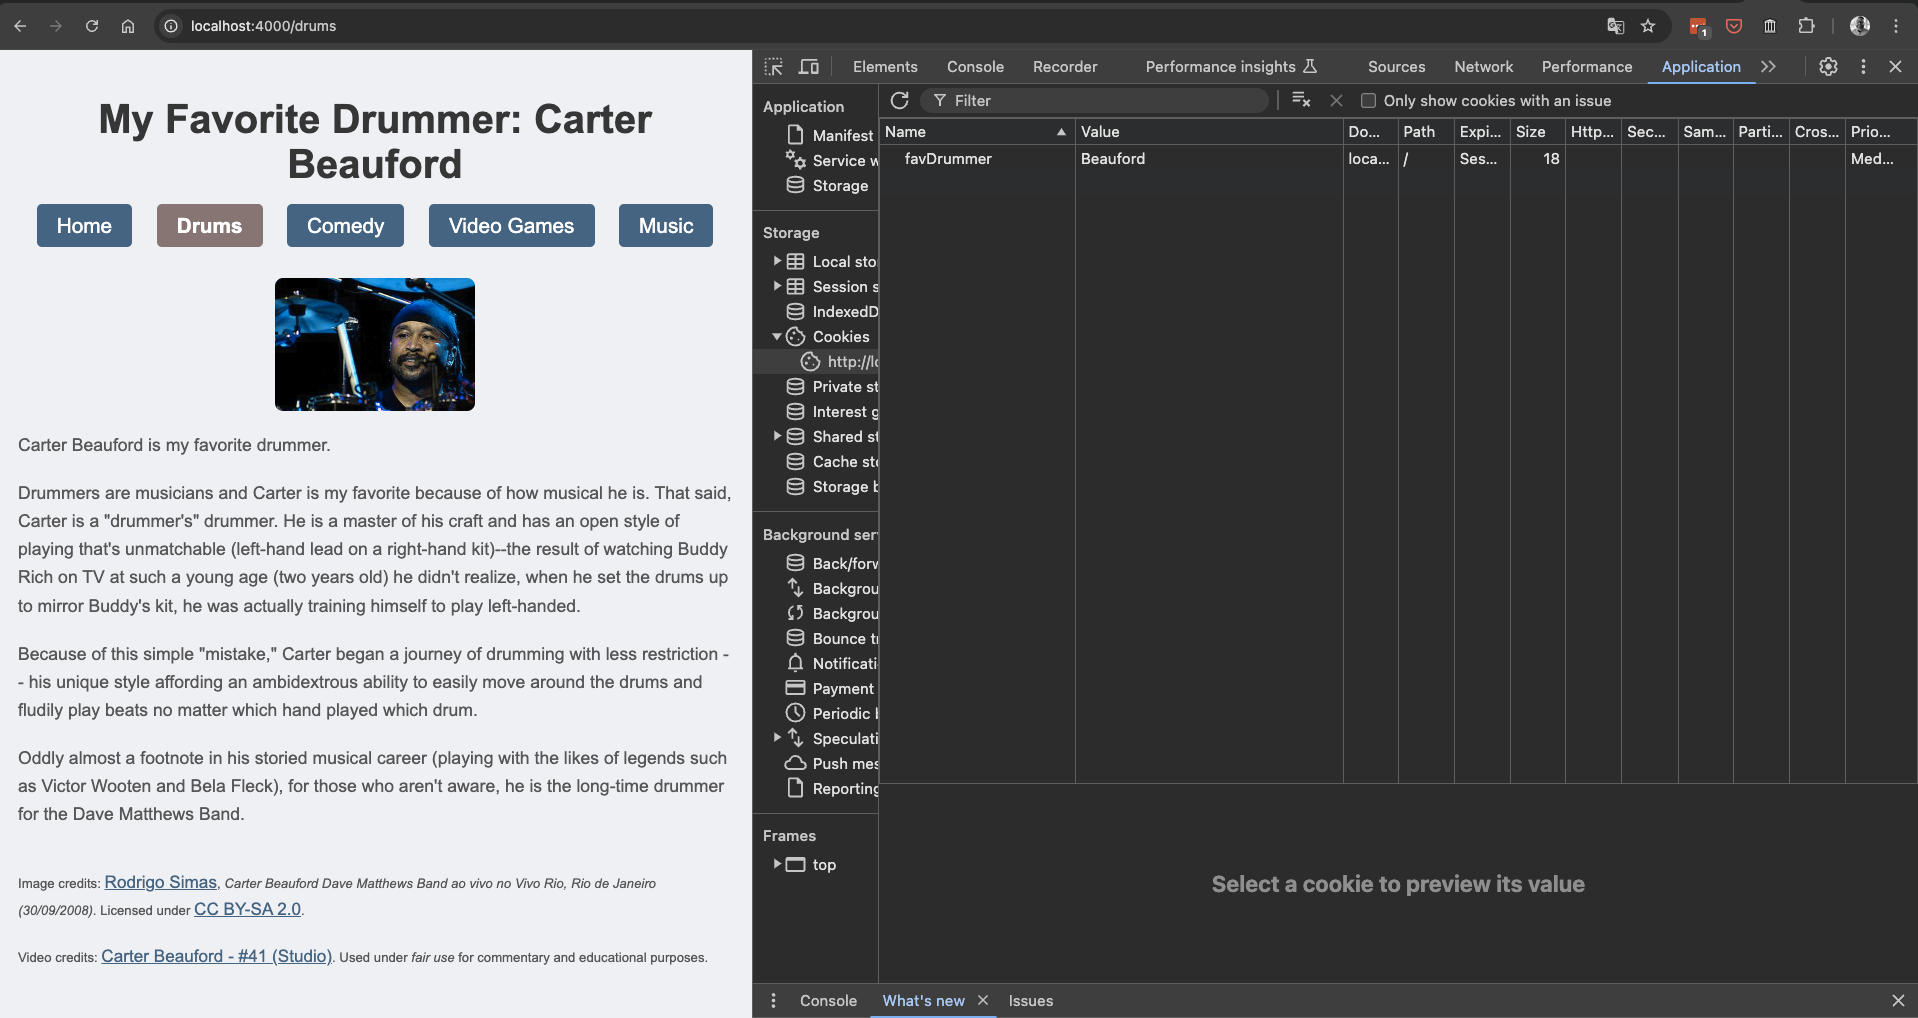 localhost:4000/drums
1
My Favorite Drummer: Carter
Beauford
Home
Drums
Comedy
Video Games
Music
Carter Beauford is my favorite drummer.
Drummers are musicians and Carter is my favorite because of how musical he is. That said,
Carter is a "drummer's" drummer. He is a master of his craft and has an open style of
playing that's unmatchable (left-hand lead on a right-hand kit)--the result of watching Buddy
Rich on TV at such a young age (two years old) he didn't realize, when he set the drums up
to mirror Buddy's kit, he was actually training himself to play left-handed.
Because of this simple "mistake," Carter began a journey of drumming with less restriction -
- his unique style affording an ambidextrous ability to easily move around the drums and
fludily play beats no matter which hand played which drum.
Oddly almost a footnote in his storied musical career (playing with the likes of legends such
as Victor Wooten and Bela Fleck), for those who aren't aware, he is the long-time drummer
for the Dave Matthews Band.
Image credits: Rodrigo Simas, Carter Beauford Dave Matthews Band ao vivo no Vivo Rio, Rio de Janeiro
(30/09/2008). Licensed under CC BY-SA 2.0.
Video credits: Carter Beauford - #41 (Studio). Used under fair use for commentary and educational purposes.
Elements
Console
Recorder
Performance insights
Sources
Network
Performance
Application
Application
Manifest
Service w
Storage
Storage
Local sto
Session s
IndexedD
Cookies
http://lo
Private st
Interest g
Shared st
Cache sto
Storage b
Background ser
Back/forw
Backgrou
Backgrou
Bounce tr
Notificati
Payment
Periodic b
Speculati
Push mes
Reporting
Frames
top
Filter
Only show cookies with an issue
Name Value Do... Path Expi... Size Http... Sec... Sam... Parti... Cros... Prio...
favDrummer Beauford loca... / Ses... 18 Med...
Select a cookie to preview its value
Console
What's new
Issues